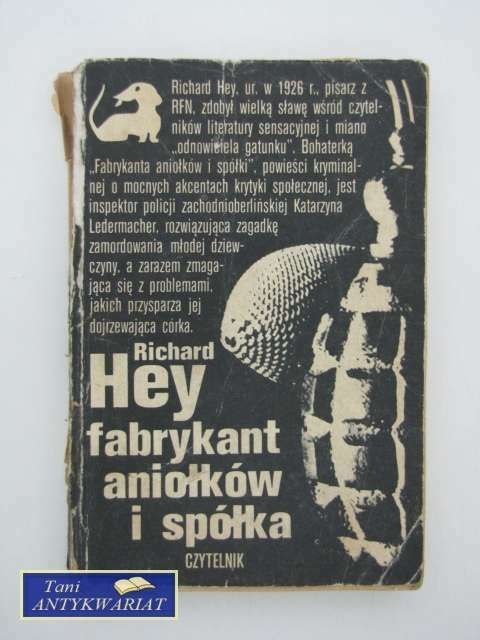 Richard Hey, ur. w 1926 r., pisarz z
RFN, zdobył wielką sławę wśród czytel-
ników literatury sensacyjnej i miano
„odnowiciela gatunku". Bohaterką
„Fabrykanta aniołków i spółki", powieści kryminal-
nej o mocnych akcentach krytyki społecznej, jest
inspektor policji zachodnioberlińskiej Katarzyna
Ledermacher, rozwiązująca zagadkę
zamordowania młodej dziew-
czyny, a zarazem zmaga-
jąca się z problemami,
jakich przysparza jej
dojrzewająca córka.
Richard
Hey
fabrykant
aniołków
i spółka
CZYTELNIK
Tani
ANTYKWARIAT